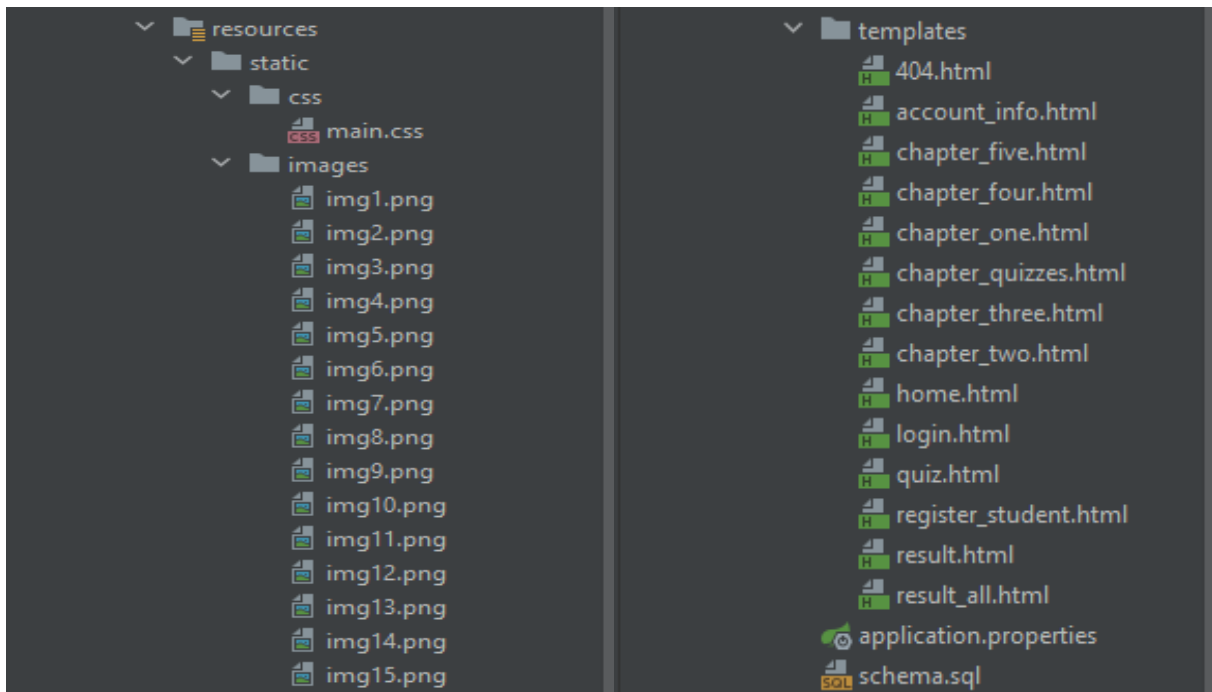 resources
static
css
main.css
images
img1.png
img2.png
img3.png
img4.png
img5.png
img6.png
img7.png
img8.png
img9.png
img10.png
img11.png
img12.png
img13.png
img14.png
img15.png
templates
404.html
account_info.html
chapter_five.html
chapter_four.html
chapter_one.html
chapter_quizzes.html
chapter_three.html
chapter_two.html
home.html
login.html
quiz.html
register_student.html
result.html
result_all.html
application.properties
schema.sql